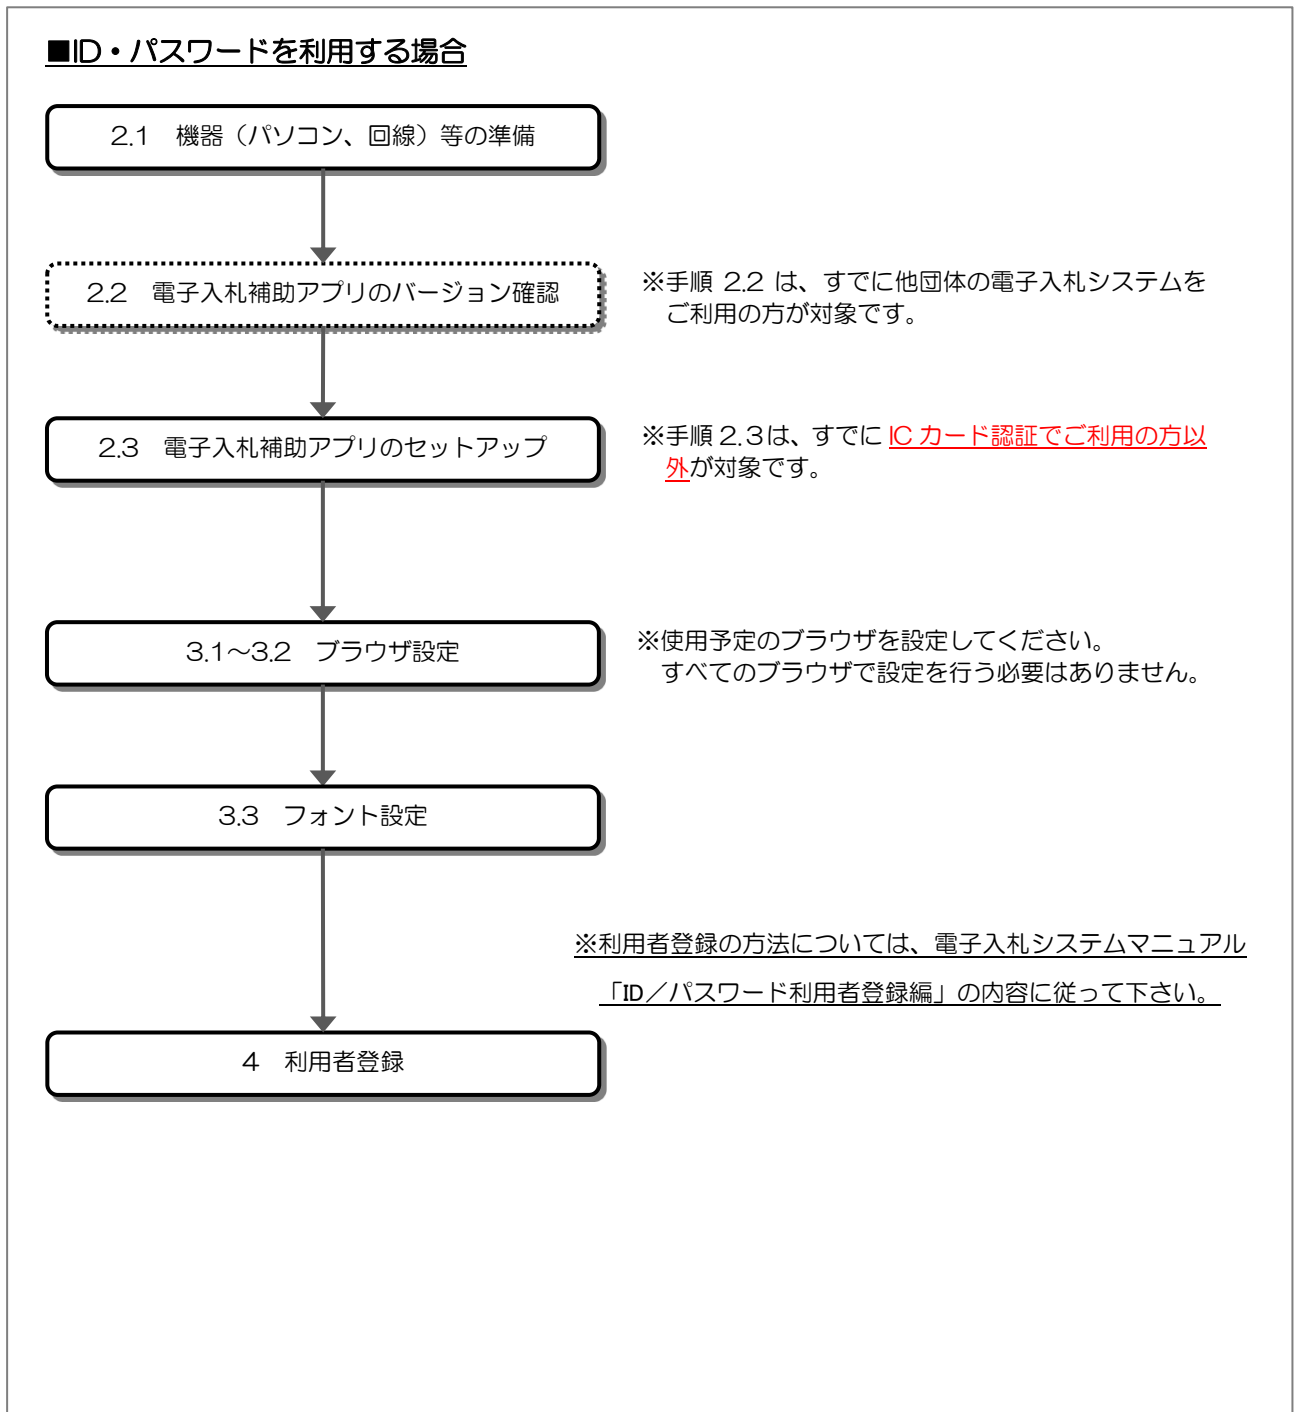 ■ID・パスワードを利用する場合
2.1　機器（パソコン、回線）等の準備
2.2　電子入札補助アプリのバージョン確認
※手順 2.2 は、すでに他団体の電子入札システムを
ご利用の方が対象です。
2.3　電子入札補助アプリのセットアップ
※手順 2.3は、すでに IC カード認証でご利用の方以
外が対象です。
3.1～3.2　ブラウザ設定
※使用予定のブラウザを設定してください。
すべてのブラウザで設定を行う必要はありません。
3.3　フォント設定
※利用者登録の方法については、電子入札システムマニュアル
「ID／パスワード利用者登録編」の内容に従って下さい。
4　利用者登録